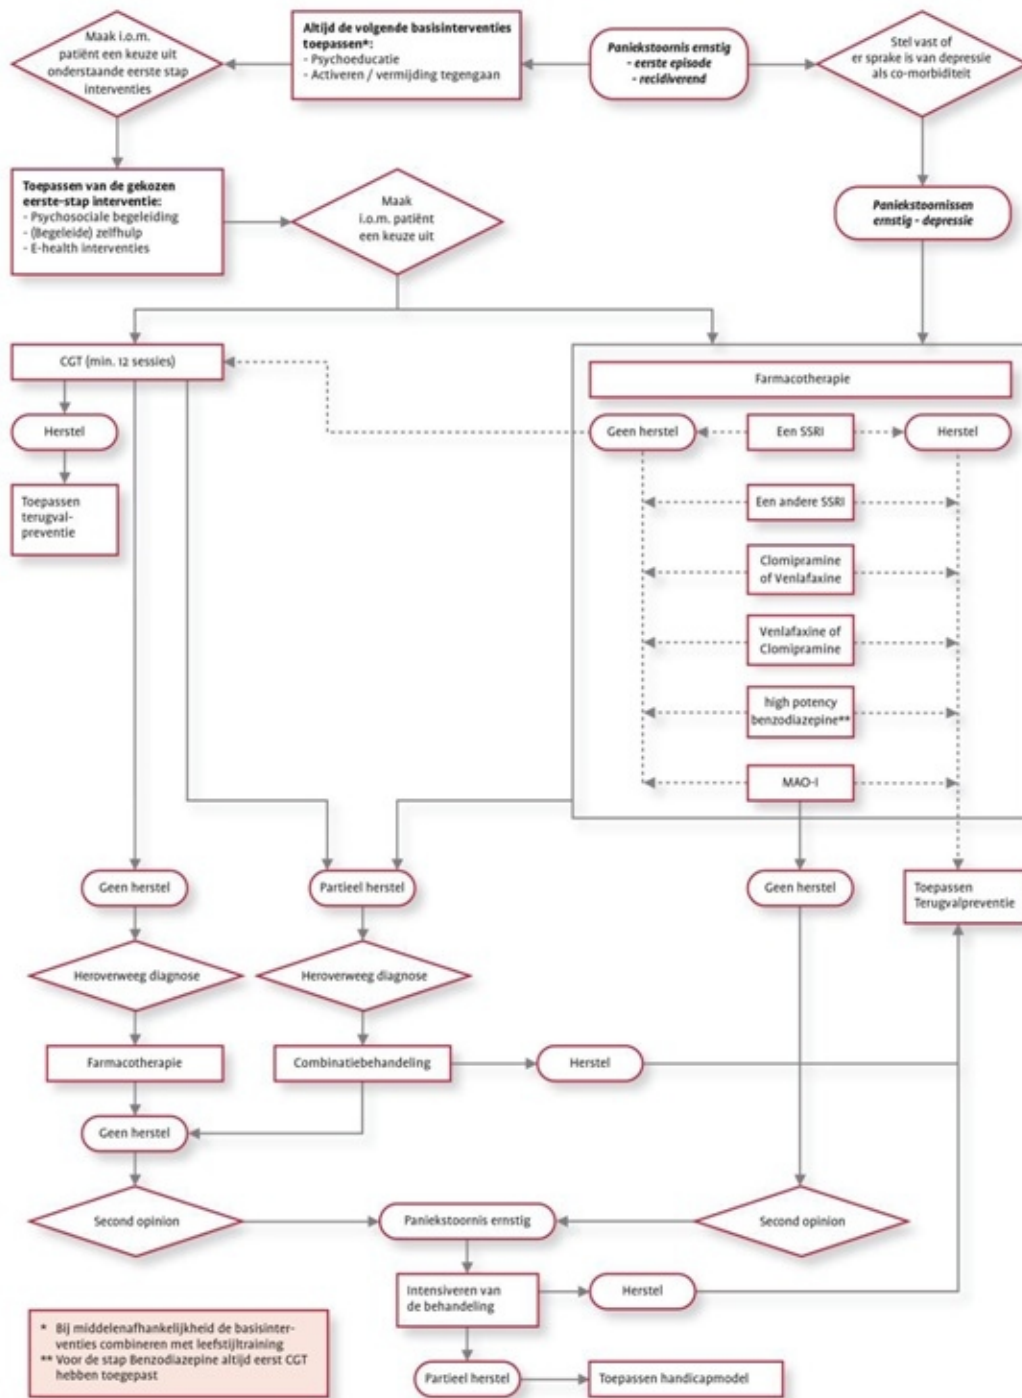 Maak i.o.m.
patiënt een keuze uit
onderstaande eerste stap
interventies
Altijd de volgende basisinterventies
toepassen*:
- Psychoeducatie
- Activeren / vermijding tegengaan
Paniekstoornis ernstig
- eerste episode
- recidiverend
Stel vast of
er sprake is van depressie
als co-morbiditeit
Toepassen van de gekozen
eerste-stap interventie:
- Psychosociale begeleiding
- (Begeleide) zelfhulp
- E-health interventies
Maak
i.o.m. patiënt
een keuze uit
Paniekstoornissen
ernstig - depressie
CGT (min. 12 sessies)
Farmacotherapie
Herstel
Geen herstel
Een SSRI
Herstel
Toepassen
terugval-
preventie
Een andere SSRI
Clomipramine
of Venlafaxine
Venlafaxine of
Clomipramine
high potency
benzodiazepine**
MAO-I
Geen herstel
Partieel herstel
Geen herstel
Toepassen
Terugvalpreventie
Heroverweeg diagnose
Heroverweeg diagnose
Farmacotherapie
Combinatiebehandeling
Herstel
Geen herstel
Second opinion
Paniekstoornis ernstig
Second opinion
Intensiveren van
de behandeling
Herstel
* Bij middelenafhankelijkheid de basisinter-
venties combineren met leefstijltraining
** Voor de stap Benzodiazepine altijd eerst CGT
hebben toegepast
Partieel herstel
Toepassen handicapmodel